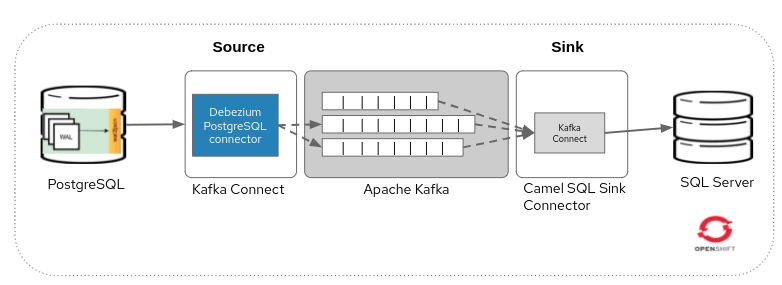 Source
Sink
Debezium
PostgreSQL
connector
WAL
Kafka
Connect
PostgreSQL
Kafka Connect
Apache Kafka
Camel SQL Sink
Connector
SQL Server
OPENSHIFT